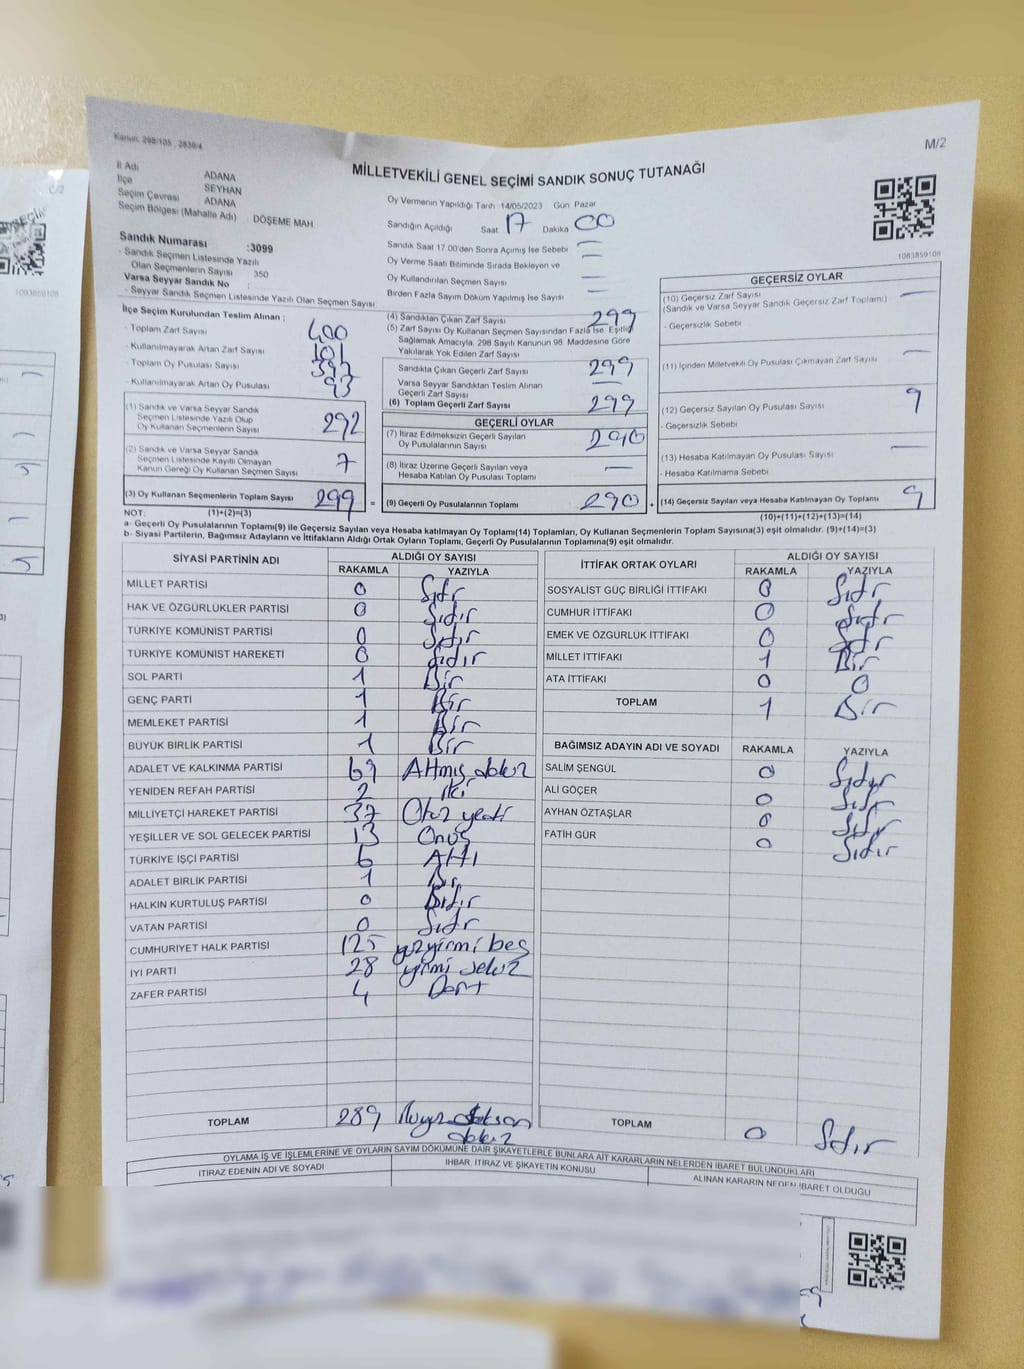 Kanun: 298/105 , 2839/4
M/2
MİLLETVEKİLİ GENEL SEÇİMİ SANDIK SONUÇ TUTANAĞI
İl Adı ADANA
İlçe SEYHAN
Seçim Çevresi ADANA
Seçim Bölgesi (Mahalle Adı) : DÖŞEME MAH
Sandık Numarası :3099
- Sandık Seçmen Listesinde Yazılı
Olan Seçmenlerin Sayısı 350
Varsa Seyyar Sandık No :
- Seyyar Sandık Seçmen Listesinde Yazılı Olan Seçmen Sayısı
Oy Vermenin Yapıldığı Tarih 14/05/2023 Gün Pazar
Sandığın Açıldığı Saat 17 Dakika 00
Sandık Saat 17:00'den Sonra Açımış İse Sebebi —
Oy Verme Saati Bitiminde Sırada Bekleyen ve
Oy Kullandırılan Seçmen Sayısı —
Birden Fazla Sayım Döküm Yapılmış İse Sayısı —
1083859108
İlçe Seçim Kurulundan Teslim Alınan ;
- Toplam Zarf Sayısı 400
- Kullanılmayarak Artan Zarf Sayısı 101
- Toplam Oy Pusulası Sayısı
- Kullanılmayarak Artan Oy Pusulası 93
(1) Sandık ve Varsa Seyyar Sandık
Seçmen Listesinde Yazılı Olup
Oy Kullanan Seçmenlerin Sayısı 292
(2) Sandık ve Varsa Seyyar Sandık
Seçmen Listesinde Kayıtlı Olmayan
Kanun Gereği Oy Kullanan Seçmen Sayısı 7
(3) Oy Kullanan Seçmenlerin Toplam Sayısı 299 =
(4) Sandıktan Çıkan Zarf Sayısı 299
(5) Zarf Sayısı Oy Kullanan Seçmen Sayısından Fazla İse, Eşitliği
Sağlamak Amacıyla, 298 Sayılı Kanunun 98. Maddesine Göre
Yakılarak Yok Edilen Zarf Sayısı
Sandıkta Çıkan Geçerli Zarf Sayısı 299
Varsa Seyyar Sandıktan Teslim Alınan
Geçerli Zarf Sayısı —
(6) Toplam Geçerli Zarf Sayısı 299
GEÇERLİ OYLAR
(7) İtiraz Edilmeksizin Geçerli Sayılan
Oy Pusulalarının Sayısı 290
(8) İtiraz Üzerine Geçerli Sayılan veya
Hesaba Katılan Oy Pusulası Toplamı —
(9) Geçerli Oy Pusulalarının Toplamı 290 +
GEÇERSİZ OYLAR
(10) Geçersiz Zarf Sayısı —
(Sandık ve Varsa Seyyar Sandık Geçersiz Zarf Toplamı)
- Geçersizlik Sebebi
(11) İçinden Milletvekili Oy Pusulası Çıkmayan Zarf Sayısı —
(12) Geçersiz Sayılan Oy Pusulası Sayısı 9
- Geçersizlik Sebebi
(13) Hesaba Katılmayan Oy Pusulası Sayısı —
- Hesaba Katılmama Sebebi
(14) Geçersiz Sayılan veya Hesaba Katılmayan Oy Toplamı 9
NOT: (1)+(2)=(3) (10)+(11)+(12)+(13)=(14)
a- Geçerli Oy Pusulalarının Toplamı(9) ile Geçersiz Sayılan veya Hesaba katılmayan Oy Toplamı(14) Toplamları, Oy Kullanan Seçmenlerin Toplam Sayısına(3) eşit olmalıdır. (9)+(14)=(3)
b- Siyasi Partilerin, Bağımsız Adayların ve İttifakların Aldığı Ortak Oyların Toplamı, Geçerli Oy Pusulalarının Toplamına(9) eşit olmalıdır.
SİYASİ PARTİNİN ADI ALDIĞI OY SAYISI
RAKAMLA YAZIYLA
MİLLET PARTİSİ 0 Sıfır
HAK VE ÖZGÜRLÜKLER PARTİSİ 0 Sıfır
TÜRKİYE KOMÜNİST PARTİSİ 0 Sıfır
TÜRKİYE KOMÜNİST HAREKETİ 0 Sıfır
SOL PARTİ 1 Bir
GENÇ PARTİ 1 Bir
MEMLEKET PARTİSİ 1 Bir
BÜYÜK BİRLİK PARTİSİ 1 Bir
ADALET VE KALKINMA PARTİSİ 69 Altmış dokuz
YENİDEN REFAH PARTİSİ 2 iki
MİLLİYETÇİ HAREKET PARTİSİ 37 Otuz yedi
YEŞİLLER VE SOL GELECEK PARTİSİ 13 Onüç
TÜRKİYE İŞÇİ PARTİSİ 6 Altı
ADALET BİRLİK PARTİSİ 1 Bir
HALKIN KURTULUŞ PARTİSİ 0 Sıfır
VATAN PARTİSİ 0 Sıfır
CUMHURİYET HALK PARTİSİ 125 yüzyirmi beş
İYİ PARTİ 28 yirmi sekiz
ZAFER PARTİSİ 4 Dört
TOPLAM 289 ikiyüz seksen
dokuz
İTTİFAK ORTAK OYLARI ALDIĞI OY SAYISI
RAKAMLA YAZIYLA
SOSYALİST GÜÇ BİRLİĞİ İTTİFAKI 0 Sıfır
CUMHUR İTTİFAKI 0 Sıfır
EMEK VE ÖZGÜRLÜK İTTİFAKI 0 Sıfır
MİLLET İTTİFAKI 1 Bir
ATA İTTİFAKI 0 0
TOPLAM 1 Bir
BAĞIMSIZ ADAYIN ADI VE SOYADI RAKAMLA YAZIYLA
SALİM ŞENGÜL 0 Sıfır
ALİ GÖÇER 0 Sıfır
AYHAN ÖZTAŞLAR 0 Sıfır
FATİH GÜR 0 Sıfır
TOPLAM 0 Sıfır
OYLAMA İŞ VE İŞLEMLERİNE VE OYLARIN SAYIM DÖKÜMÜNE DAİR ŞİKAYETLERLE BUNLARA AİT KARARLARIN NELERDEN İBARET BULUNDUKLARI
İTİRAZ EDENİN ADI VE SOYADI
İHBAR, İTİRAZ VE ŞİKAYETİN KONUSU
ALINAN KARARIN NEDEN İBARET OLDUĞU